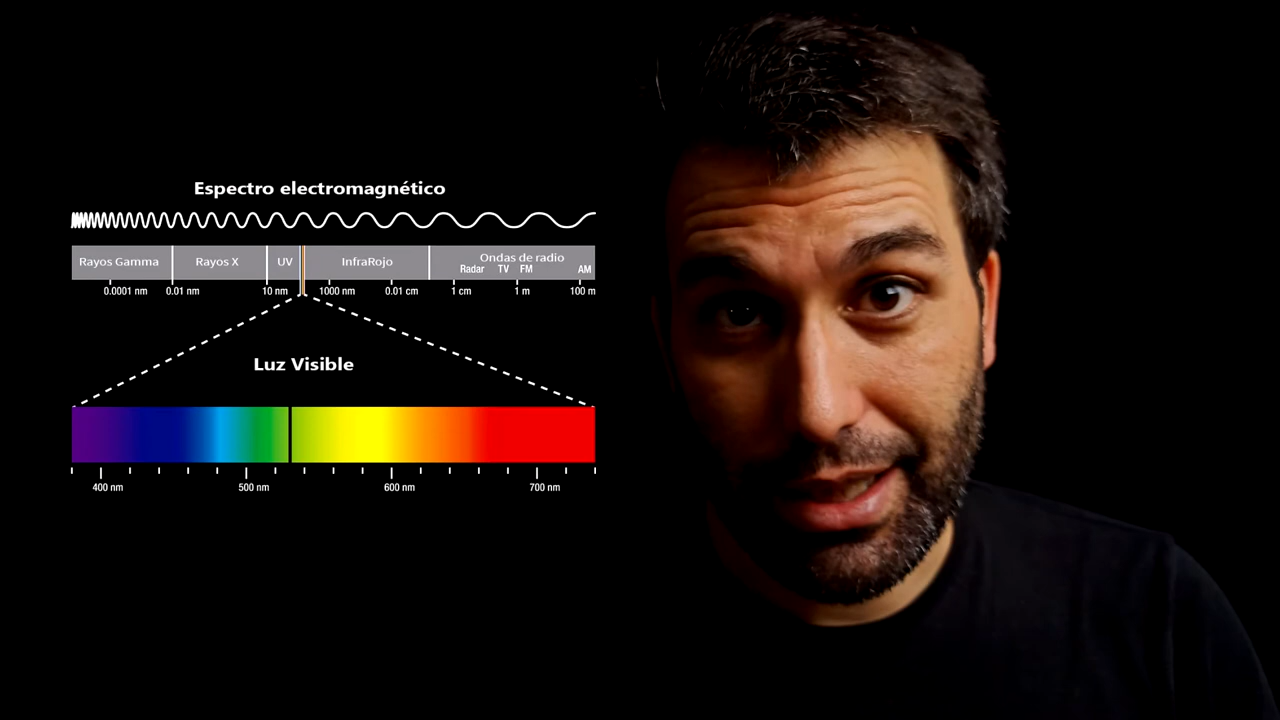 Espectro electromagnético
Rayos Gamma Rayos X UV InfraRojo Ondas de radio
Radar TV FM AM
0.0001 nm 0.01 nm 10 nm 1000 nm 0.01 cm 1 cm 1 m 100 m
Luz Visible
400 nm 500 nm 600 nm 700 nm